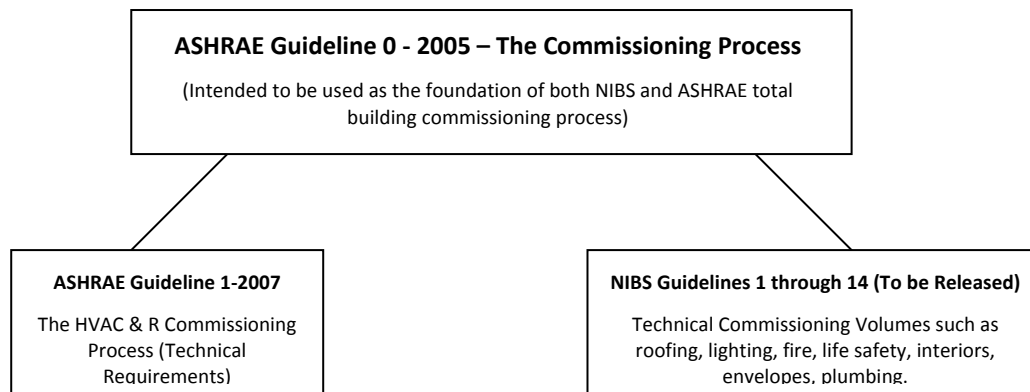 ASHRAE Guideline 0 - 2005 – The Commissioning Process
(Intended to be used as the foundation of both NIBS and ASHRAE total
building commissioning process)
ASHRAE Guideline 1-2007
The HVAC & R Commissioning
Process (Technical
Requirements)
NIBS Guidelines 1 through 14 (To be Released)
Technical Commissioning Volumes such as
roofing, lighting, fire, life safety, interiors,
envelopes, plumbing.